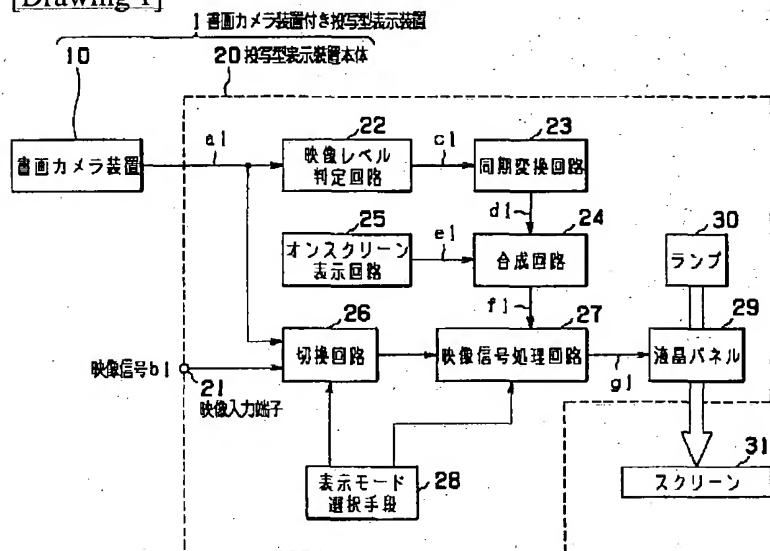 [Drawing 1]
1 書画カメラ装置付き投写型表示装置
10
20 投写型表示装置本体
書画カメラ装置
a1
22
映像レベル
判定回路
c1
23
同期変換回路
d1
25
オンスクリーン
表示回路
e1
24
合成回路
f1
30
ランプ
26
切換回路
27
映像信号処理回路
g1
29
液晶パネル
映像信号b1
21
映像入力端子
28
表示モード
選択手段
31
スクリーン